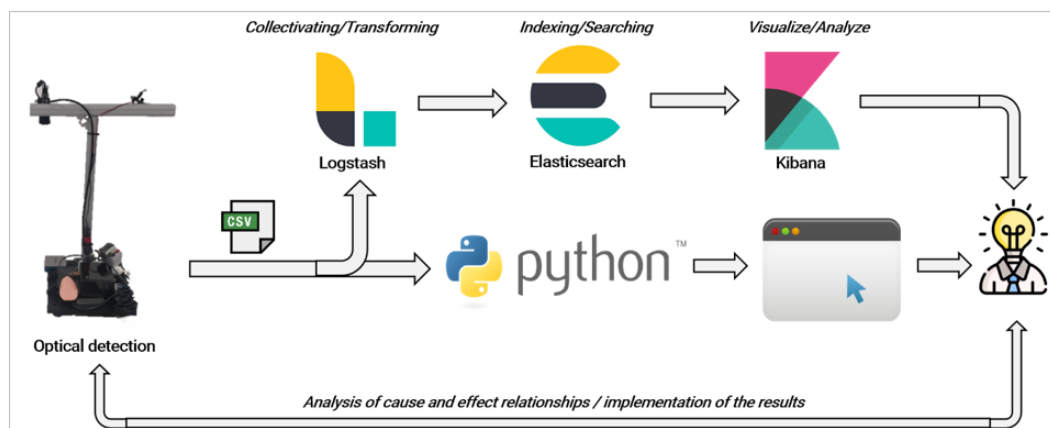 Collectivating/Transforming
Indexing/Searching
Visualize/Analyze
Logstash
Elasticsearch
Kibana
CSV
python™
Optical detection
Analysis of cause and effect relationships / implementation of the results